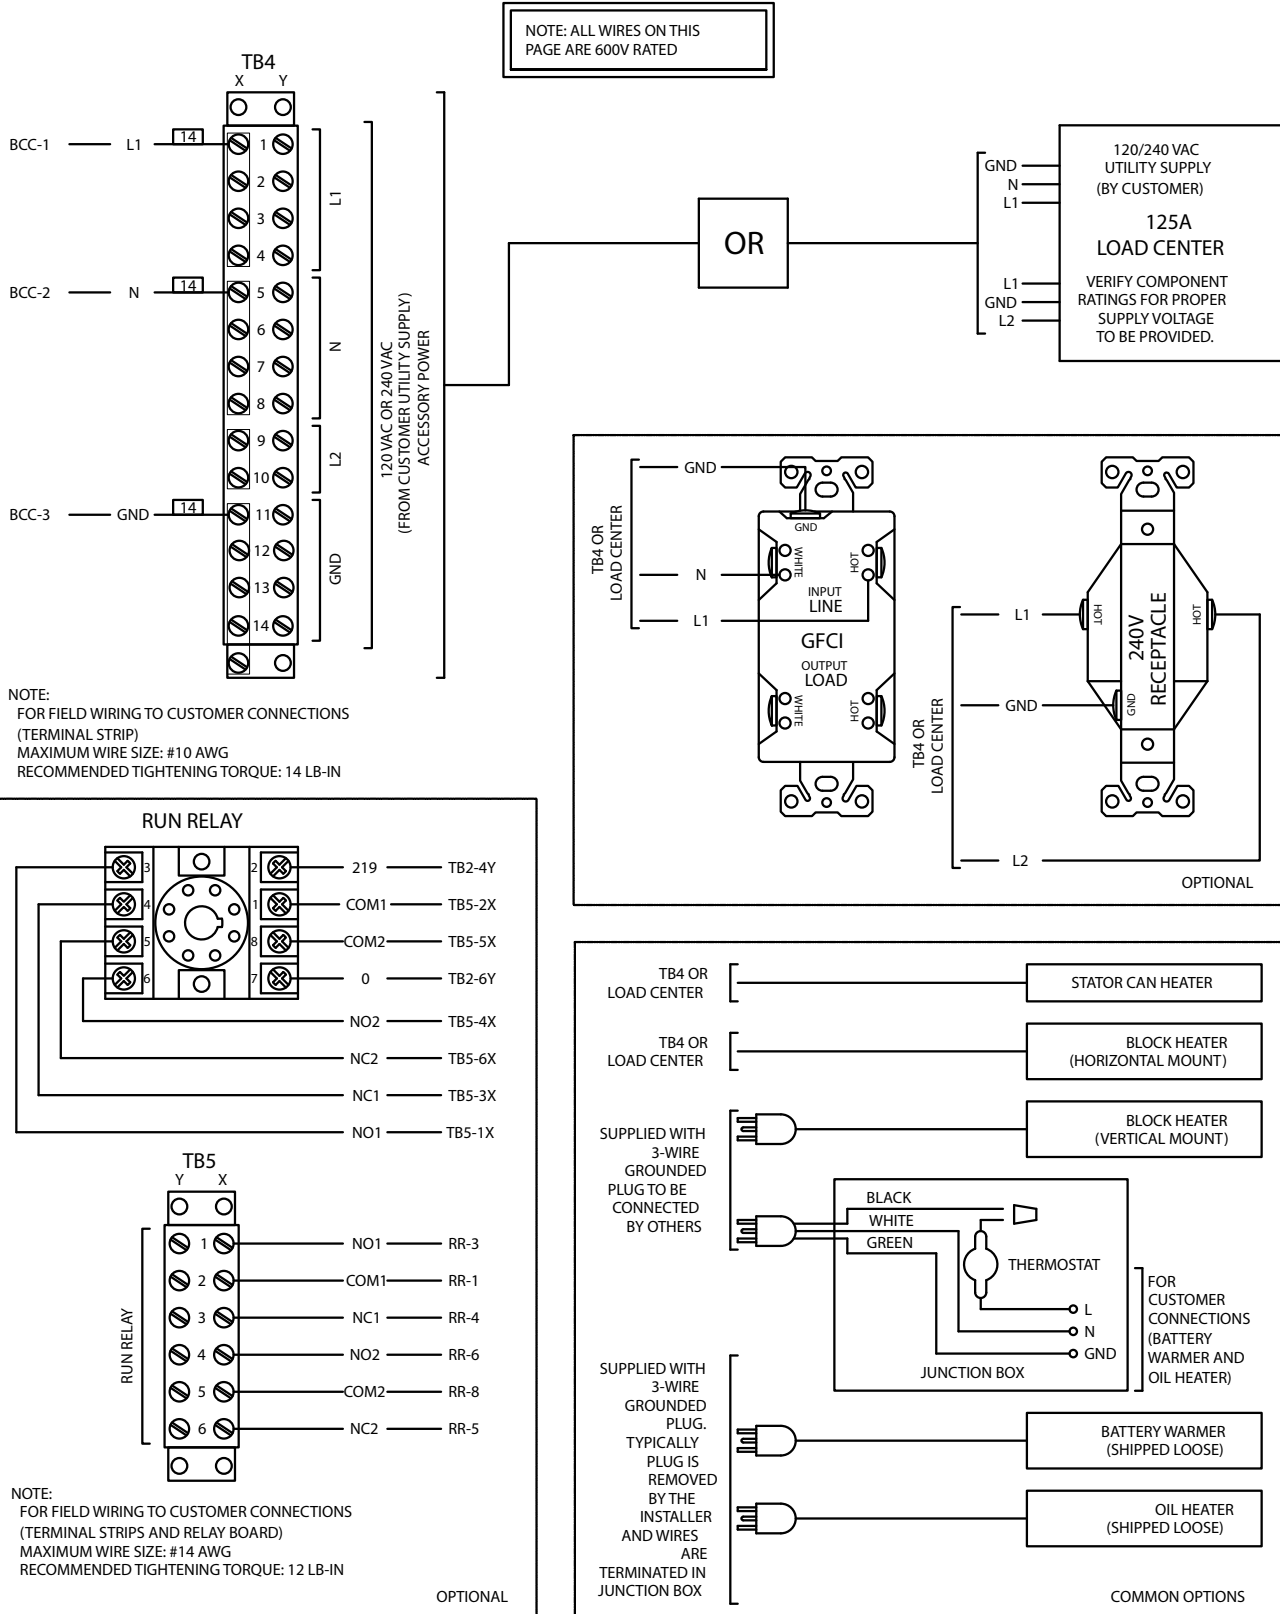 NOTE: ALL WIRES ON THIS
PAGE ARE 600V RATED
TB4
X Y
BCC-1 L1 14
BCC-2 N 14
BCC-3 GND 14
1
2
3
4
5
6
7
8
9
10
11
12
13
14
L1
N
L2
GND
120 VAC OR 240 VAC
(FROM CUSTOMER UTILITY SUPPLY)
ACCESSORY POWER
OR
GND
N
L1
L1
GND
L2
120/240 VAC
UTILITY SUPPLY
(BY CUSTOMER)
125A
LOAD CENTER
VERIFY COMPONENT
RATINGS FOR PROPER
SUPPLY VOLTAGE
TO BE PROVIDED.
NOTE:
FOR FIELD WIRING TO CUSTOMER CONNECTIONS
(TERMINAL STRIP)
MAXIMUM WIRE SIZE: #10 AWG
RECOMMENDED TIGHTENING TORQUE: 14 LB-IN
TB4 OR
LOAD CENTER
GND
N
L1
GND
WHITE
HOT
INPUT
LINE
GFCI
OUTPUT
LOAD
WHITE
HOT
TB4 OR
LOAD CENTER
L1
GND
L2
HOT
HOT
GND
240V
RECEPTACLE
OPTIONAL
RUN RELAY
3
4
5
6
2
1
8
7
219 TB2-4Y
COM1 TB5-2X
COM2 TB5-5X
0 TB2-6Y
NO2 TB5-4X
NC2 TB5-6X
NC1 TB5-3X
NO1 TB5-1X
TB5
Y X
RUN RELAY
1 NO1 RR-3
2 COM1 RR-1
3 NC1 RR-4
4 NO2 RR-6
5 COM2 RR-8
6 NC2 RR-5
NOTE:
FOR FIELD WIRING TO CUSTOMER CONNECTIONS
(TERMINAL STRIPS AND RELAY BOARD)
MAXIMUM WIRE SIZE: #14 AWG
RECOMMENDED TIGHTENING TORQUE: 12 LB-IN
OPTIONAL
TB4 OR
LOAD CENTER
STATOR CAN HEATER
TB4 OR
LOAD CENTER
BLOCK HEATER
(HORIZONTAL MOUNT)
SUPPLIED WITH
3-WIRE
GROUNDED
PLUG TO BE
CONNECTED
BY OTHERS
BLOCK HEATER
(VERTICAL MOUNT)
BLACK
WHITE
GREEN
THERMOSTAT
L
N
GND
JUNCTION BOX
FOR
CUSTOMER
CONNECTIONS
(BATTERY
WARMER AND
OIL HEATER)
SUPPLIED WITH
3-WIRE
GROUNDED
PLUG.
TYPICALLY
PLUG IS
REMOVED
BY THE
INSTALLER
AND WIRES
ARE
TERMINATED IN
JUNCTION BOX
BATTERY WARMER
(SHIPPED LOOSE)
OIL HEATER
(SHIPPED LOOSE)
COMMON OPTIONS